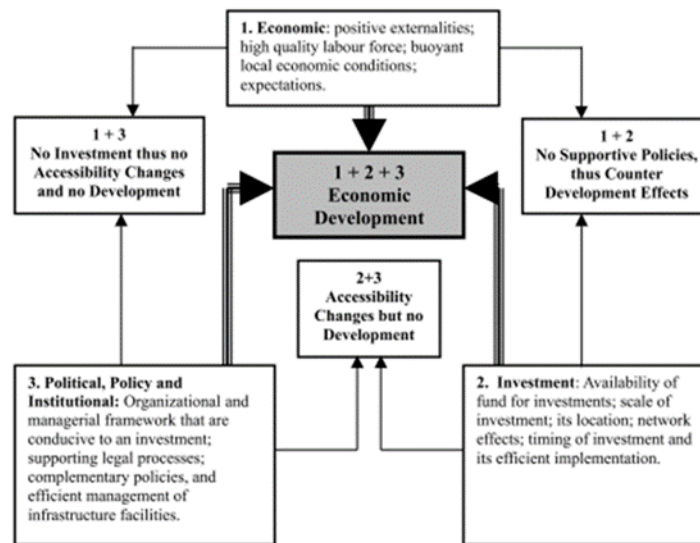 1. Economic: positive externalities;
high quality labour force; buoyant
local economic conditions;
expectations.
1 + 3
No Investment thus no
Accessibility Changes
and no Development
1 + 2 + 3
Economic
Development
1 + 2
No Supportive Policies,
thus Counter
Development Effects
2+3
Accessibility
Changes but no
Development
3. Political, Policy and
Institutional: Organizational and
managerial framework that are
conducive to an investment;
supporting legal processes;
complementary policies, and
efficient management of
infrastructure facilities.
2. Investment: Availability of
fund for investments; scale of
investment; its location; network
effects; timing of investment and
its efficient implementation.